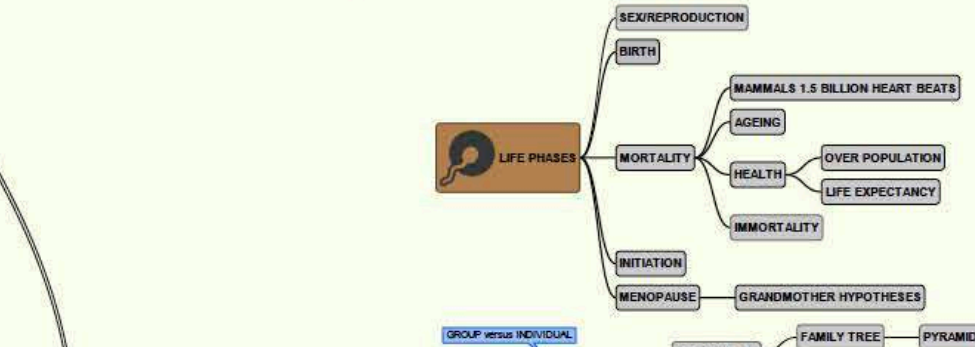 SEX/REPRODUCTION
BIRTH
MAMMALS 1.5 BILLION HEART BEATS
AGEING
LIFE PHASES
MORTALITY
OVER POPULATION
HEALTH
LIFE EXPECTANCY
IMMORTALITY
INITIATION
MENOPAUSE
GRANDMOTHER HYPOTHESES
GROUP versus INDIVIDUAL
FAMILY TREE
PYRAMID